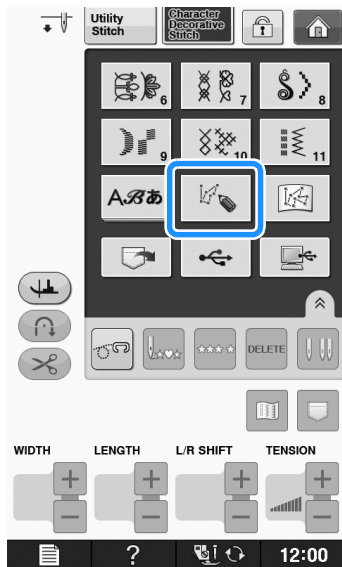 Utility
Stitch
Character
Decorative
Stitch
6
7
8
9
10
11
ABあ
DELETE
WIDTH
LENGTH
L/R SHIFT
TENSION
+
+
+
+
−
−
−
−
?
12:00